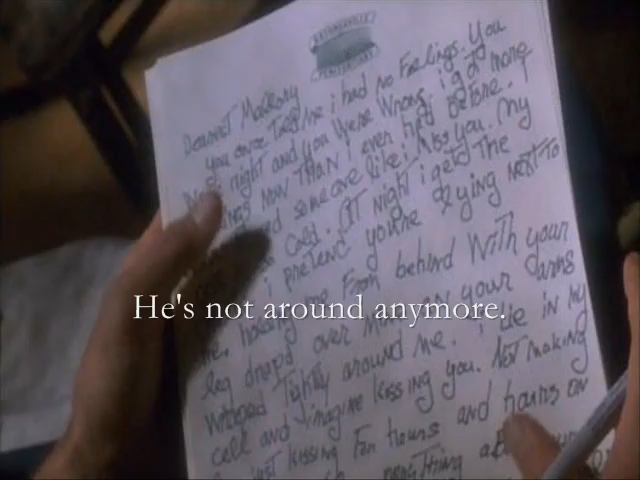 BATONGAVILLE
PENITENTIARY
Dearest Mallory
you once told me i had no Feelings. you
were right and you were wrong. i got more
now THAN i ever had before. i
someone like i miss you. my
cold. AT Night i get the
i pretend you're laying next to
me, holding me From behind With your
leg draped over mine an your arms
wrapped Tightly around me. i lie in my
cell and imagine kissing you. Not making
just kissing For hours and hours on
He's not around anymore.